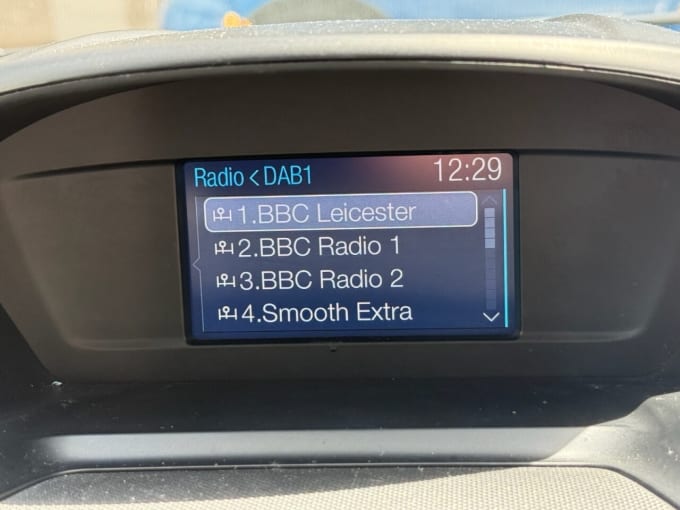 Radio < DAB1 12:29
1.BBC Leicester
2.BBC Radio 1
3.BBC Radio 2
4.Smooth Extra